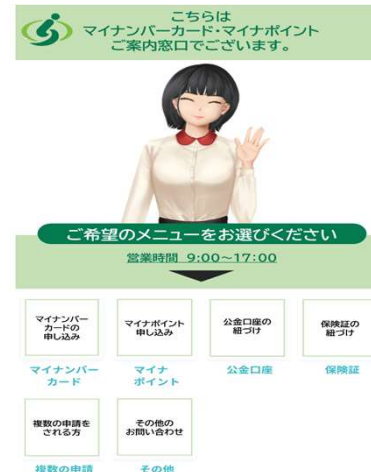 こちらは
マイナンバーカード・マイナポイント
ご案内窓口でございます。
ご希望のメニューをお選びください
営業時間 9:00～17:00
マイナンバー
カードの
申し込み
マイナポイント
申し込み
公金口座の
紐づけ
保険証の
紐づけ
マイナンバー
カード
マイナ
ポイント
公金口座
保険証
複数の申請を
される方
その他の
お問い合わせ
複数の申請
その他